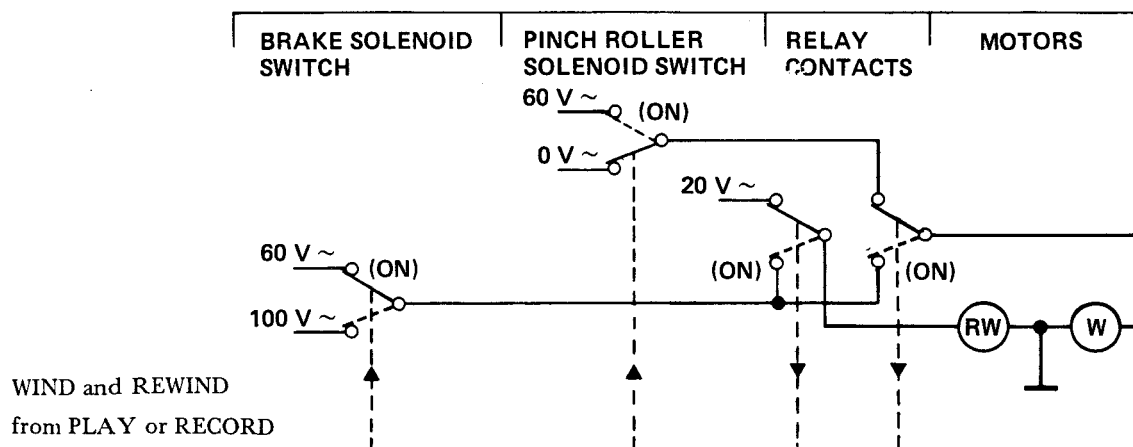 BRAKE SOLENOID
SWITCH
PINCH ROLLER
SOLENOID SWITCH
RELAY
CONTACTS
MOTORS
60 V ~
(ON)
0 V ~
20 V ~
60 V ~
(ON)
(ON)
(ON)
100 V ~
RW
W
WIND and REWIND
from PLAY or RECORD